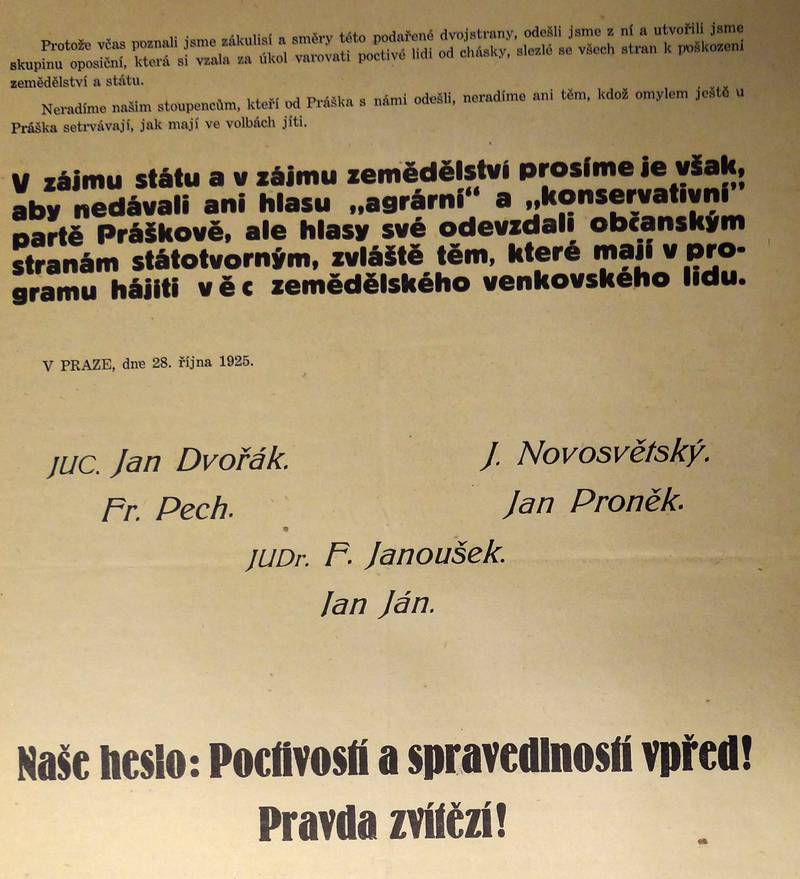 Protože včas poznali jsme zákulisí a směry této podařené dvojstrany, odešli jsme z ní a utvořili jsme
skupinu oposiční, která si vzala za úkol varovati poctivé lidi od chásky, slezlé se všech stran k poškození
zemědělství a státu.
Neradíme našim stoupencům, kteří od Práška s námi odešli, neradíme ani těm, kdož omylem ještě u
Práška setrvávají, jak mají ve volbách jíti.
V zájmu státu a v zájmu zemědělství prosíme je však,
aby nedávali ani hlasu „agrární“ a „konservativní”
partě Práškově, ale hlasy své odevzdali občanským
stranám státotvorným, zvláště těm, které mají v pro-
gramu hájiti věc zemědělského venkovského lidu.
V PRAZE, dne 28. října 1925.
JUC. Jan Dvořák.
J. Novosvětský.
Fr. Pech.
Jan Proněk.
JUDr. F. Janoušek.
Jan Ján.
Naše heslo: Poctivostí a spravedlností vpřed!
Pravda zvítězí!